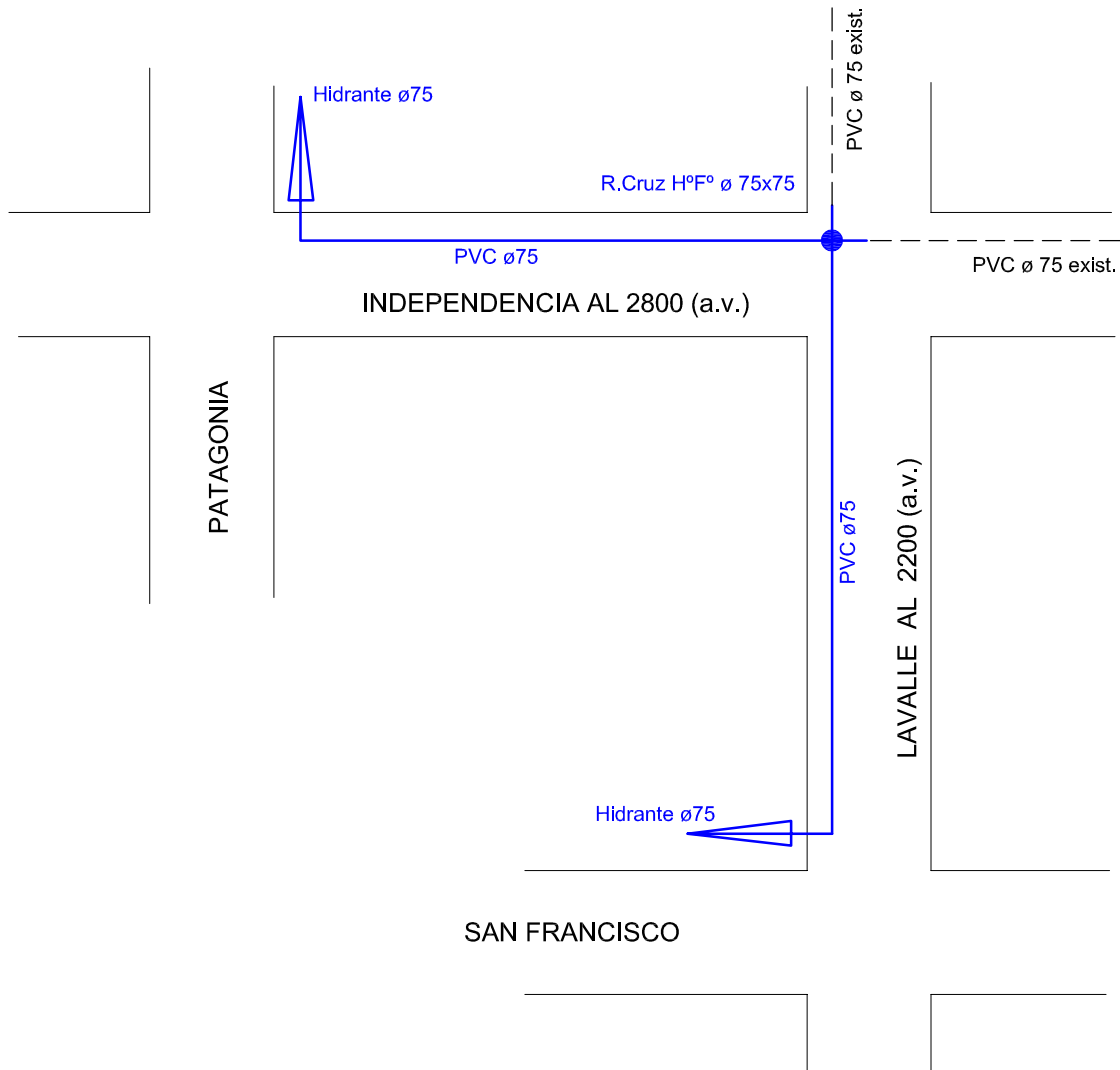 PVC ø 75 exist.
Hidrante ø75
R.Cruz HºFº ø 75x75
PVC ø75
PVC ø 75 exist.
INDEPENDENCIA AL 2800 (a.v.)
PATAGONIA
PVC ø75
LAVALLE AL 2200 (a.v.)
Hidrante ø75
SAN FRANCISCO